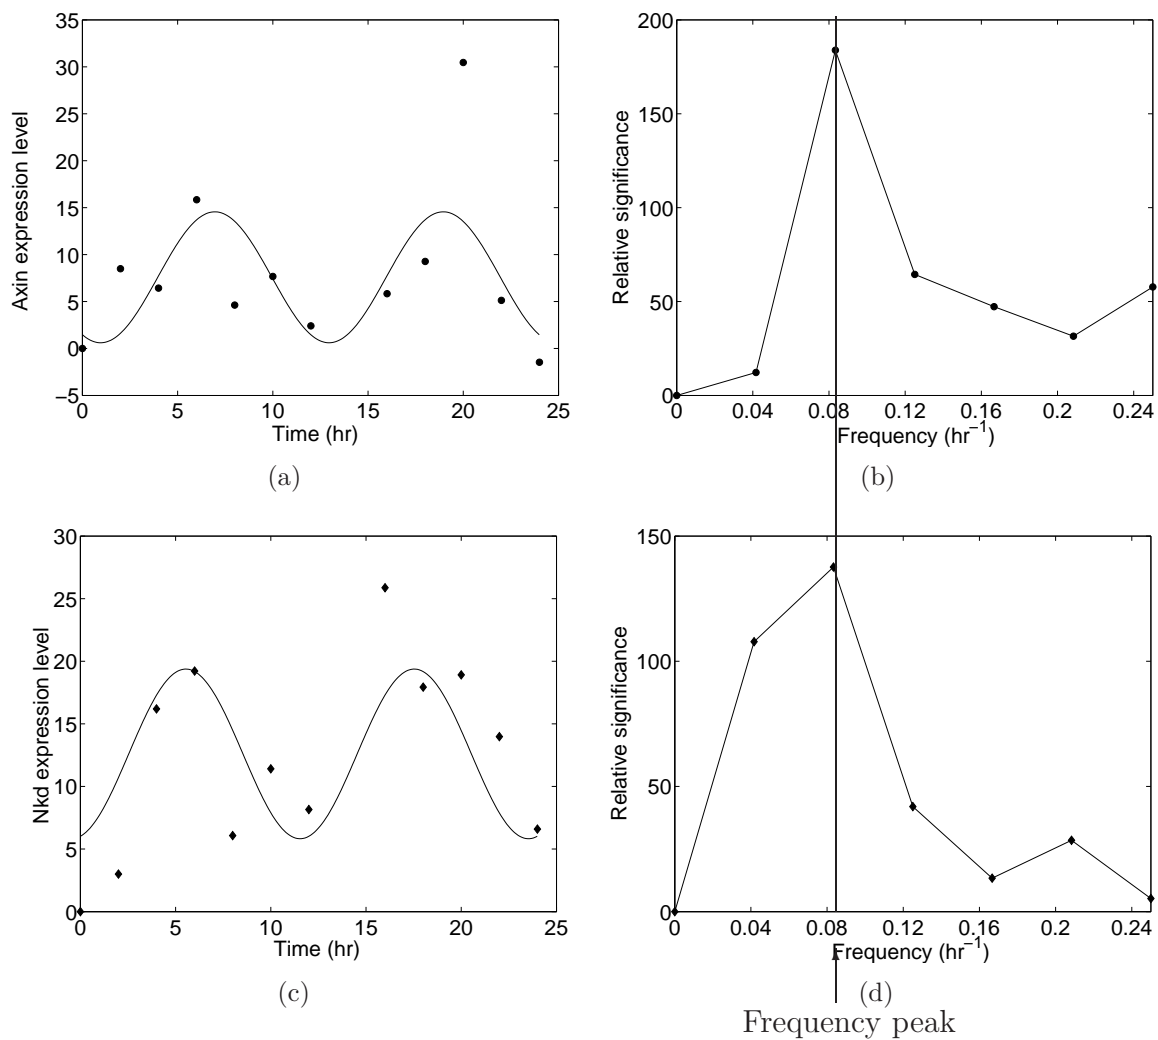 35
30
25
20
15
10
5
0
−5
Axin expression level
0 5 10 15 20 25
Time (hr)
(a)
200
150
100
50
0
Relative significance
0 0.04 0.08 0.12 0.16 0.2 0.24
Frequency (hr⁻¹)
(b)
30
25
20
15
10
5
0
Nkd expression level
0 5 10 15 20 25
Time (hr)
(c)
150
100
50
0
Relative significance
0 0.04 0.08 0.12 0.16 0.2 0.24
Frequency (hr⁻¹)
(d)
Frequency peak